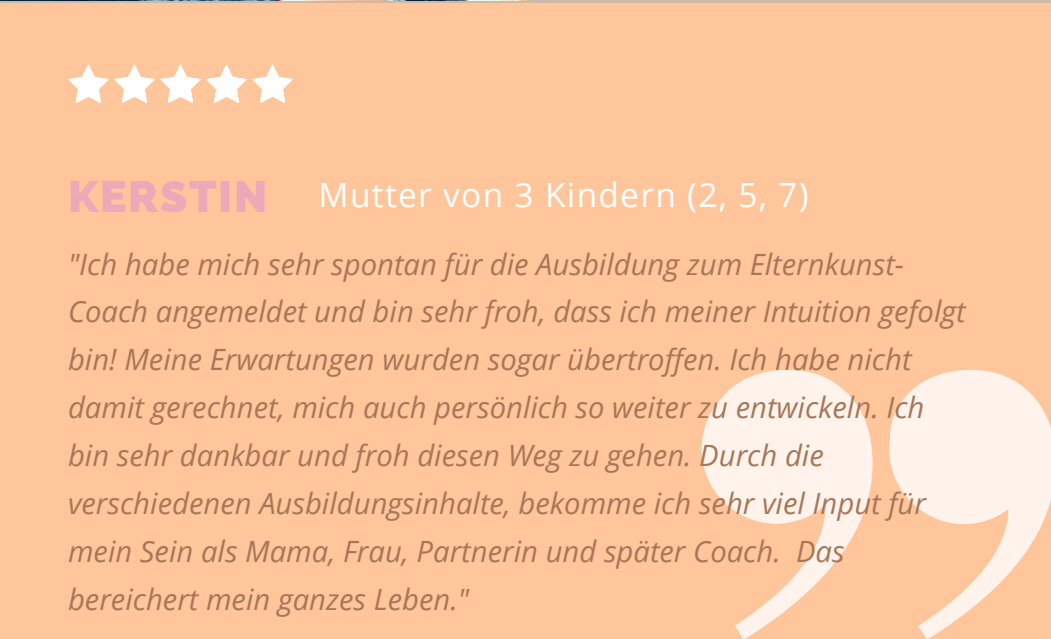 KERSTIN Mutter von 3 Kindern (2, 5, 7)
"Ich habe mich sehr spontan für die Ausbildung zum Elternkunst-
Coach angemeldet und bin sehr froh, dass ich meiner Intuition gefolgt
bin! Meine Erwartungen wurden sogar übertroffen. Ich habe nicht
damit gerechnet, mich auch persönlich so weiter zu entwickeln. Ich
bin sehr dankbar und froh diesen Weg zu gehen. Durch die
verschiedenen Ausbildungsinhalte, bekomme ich sehr viel Input für
mein Sein als Mama, Frau, Partnerin und später Coach.  Das
bereichert mein ganzes Leben."